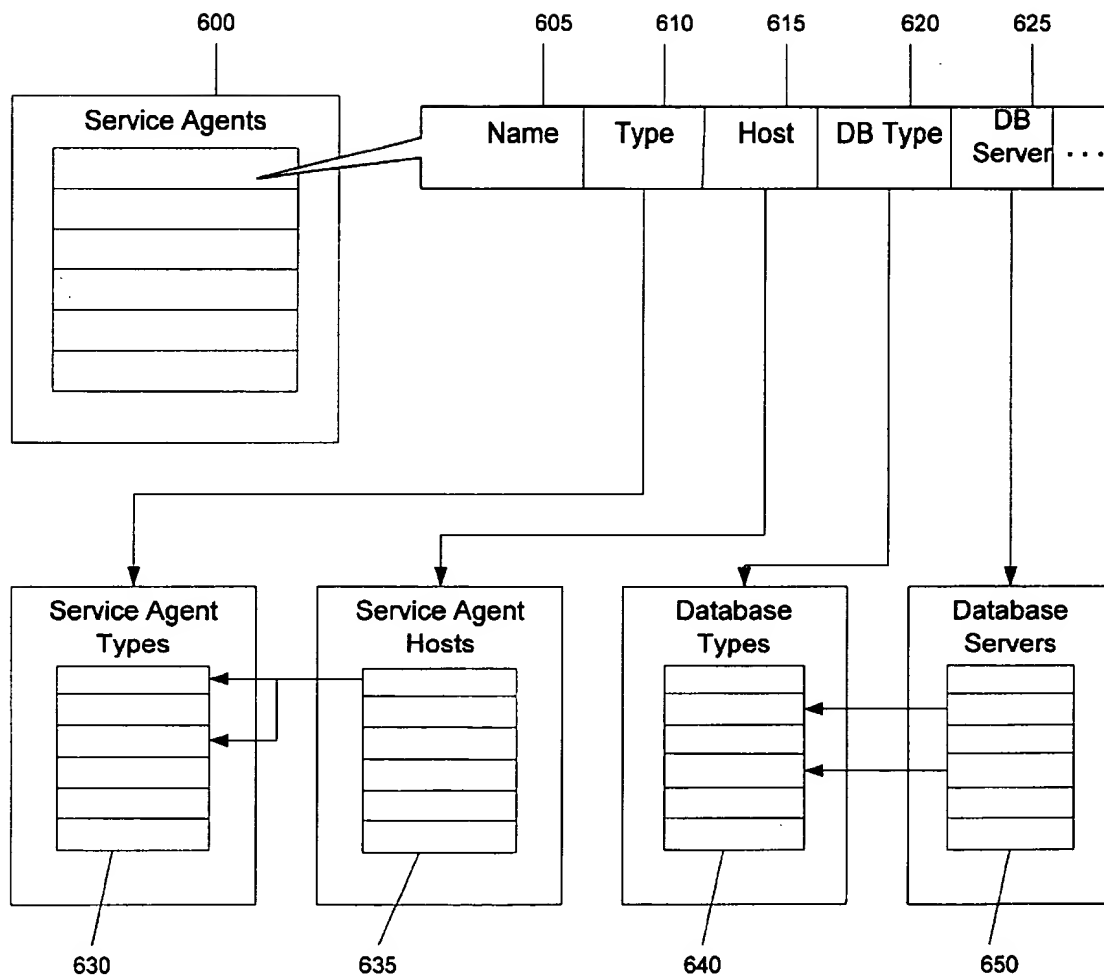 600
605
610
615
620
625
Service Agents
Name
Type
Host
DB Type
DB
Server
...
Service Agent
Types
Service Agent
Hosts
Database
Types
Database
Servers
630
635
640
650